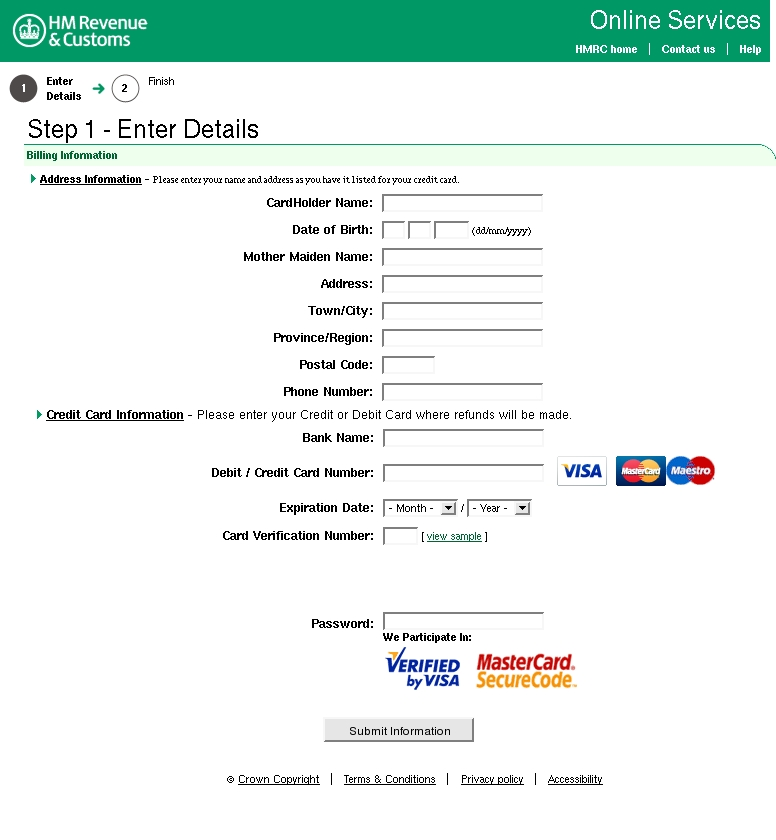 HM Revenue
& Customs
Online Services
HMRC home | Contact us | Help
1 Enter Details 2 Finish
Step 1 - Enter Details
Billing Information
Address Information - Please enter your name and address as you have it listed for your credit card.
CardHolder Name:
Date of Birth: (dd/mm/yyyy)
Mother Maiden Name:
Address:
Town/City:
Province/Region:
Postal Code:
Phone Number:
Credit Card Information - Please enter your Credit or Debit Card where refunds will be made.
Bank Name:
Debit / Credit Card Number: VISA MasterCard Maestro
Expiration Date: - Month - / - Year -
Card Verification Number: [ view sample ]
Password:
We Participate In:
VERIFIED by VISA MasterCard. SecureCode.
Submit Information
© Crown Copyright | Terms & Conditions | Privacy policy | Accessibility